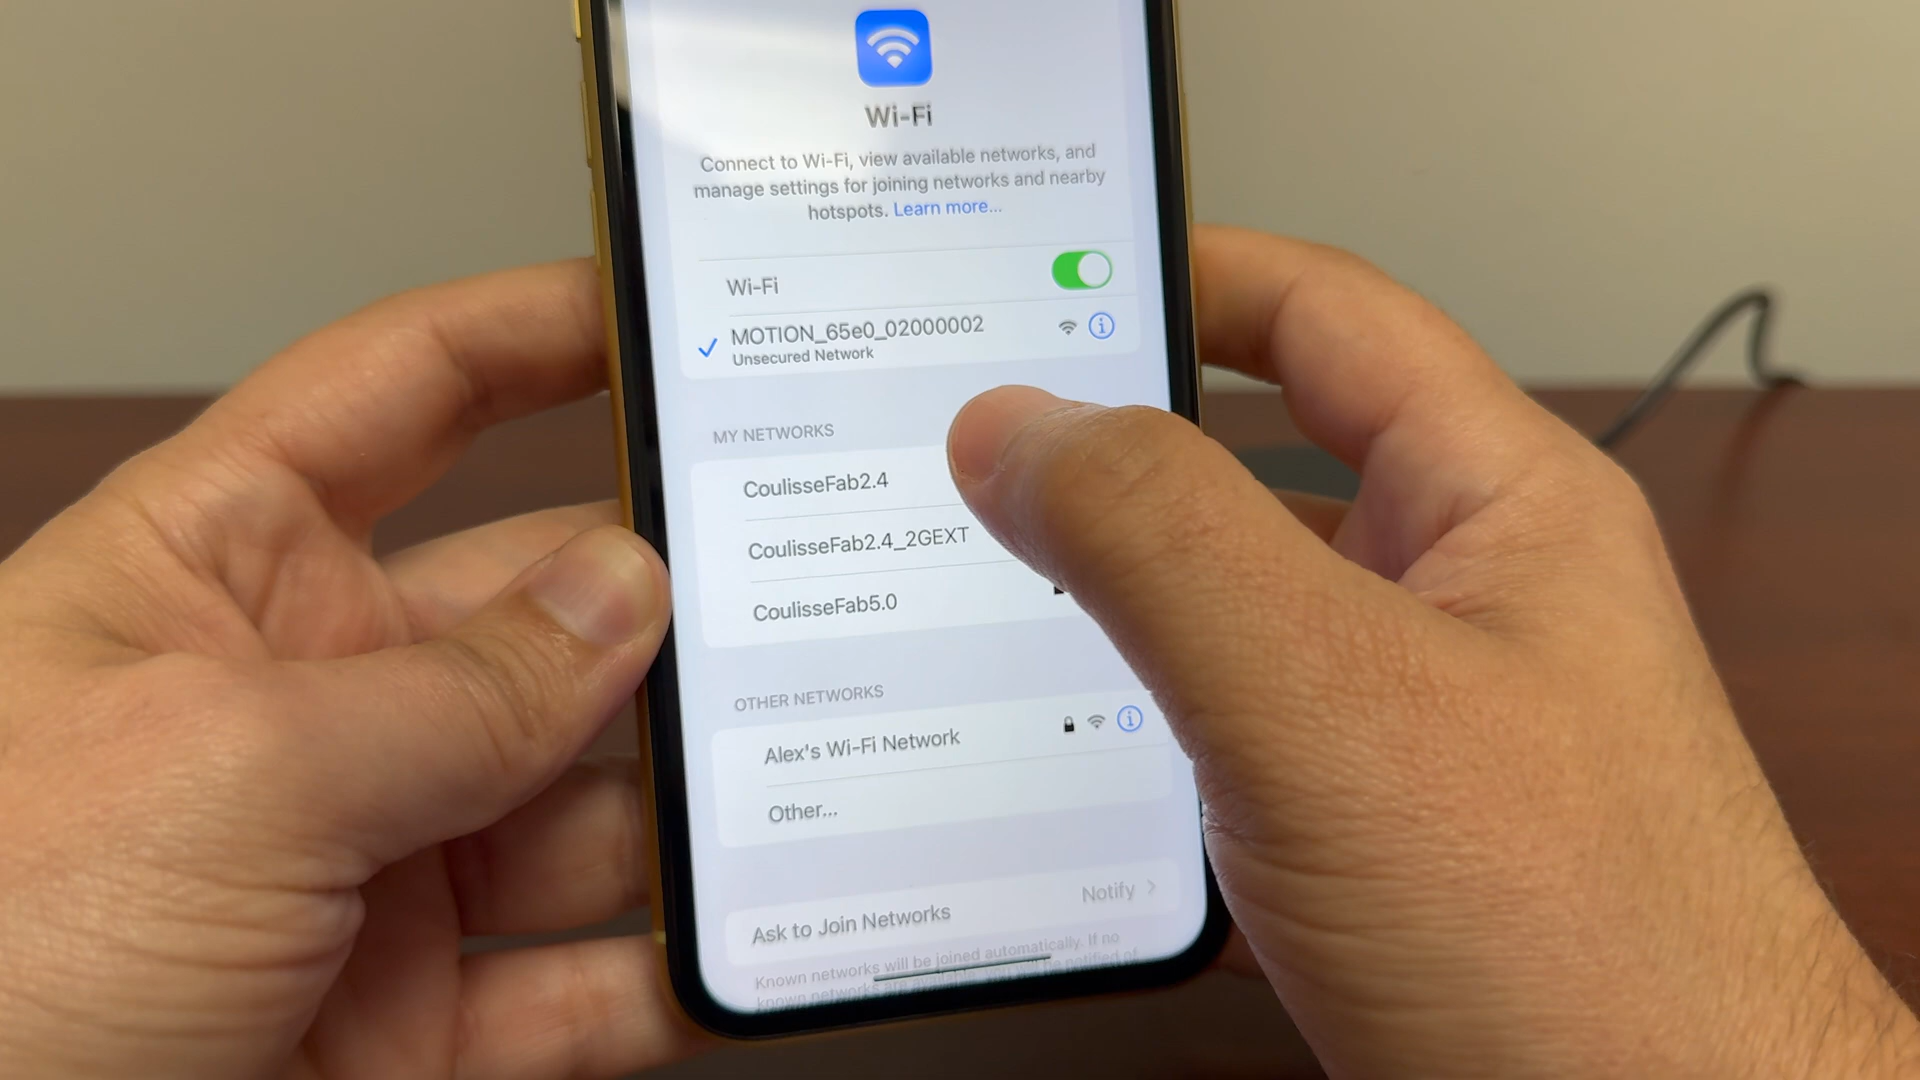 Wi-Fi
Connect to Wi-Fi, view available networks, and
manage settings for joining networks and nearby
hotspots. Learn more...
Wi-Fi
MOTION_65e0_02000002
Unsecured Network
MY NETWORKS
CoulisseFab2.4
CoulisseFab2.4_2GEXT
CoulisseFab5.0
OTHER NETWORKS
Alex's Wi-Fi Network
Other...
Ask to Join Networks
Notify
Known networks will be joined automatically. If no
known networks are available, you will be notified of